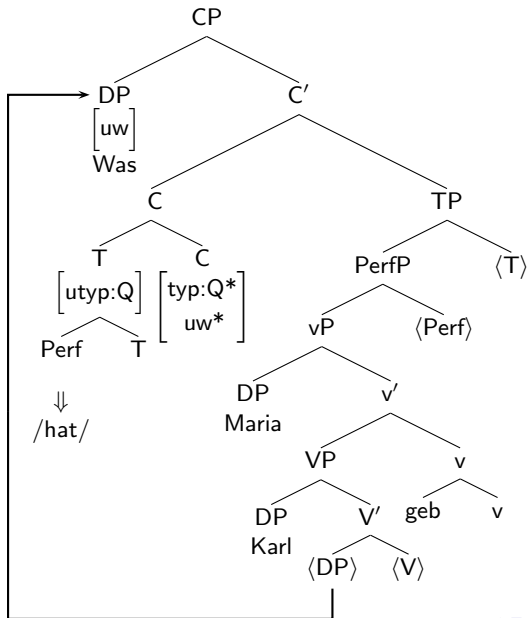 CP
DP C′
[uw]
Was
C TP
T C PerfP ⟨T⟩
[utyp:Q] [typ:Q*
uw*]
Perf T vP ⟨Perf⟩
⇓
/hat/
DP v′
Maria
VP v
DP V′ geb v
Karl
⟨DP⟩ ⟨V⟩